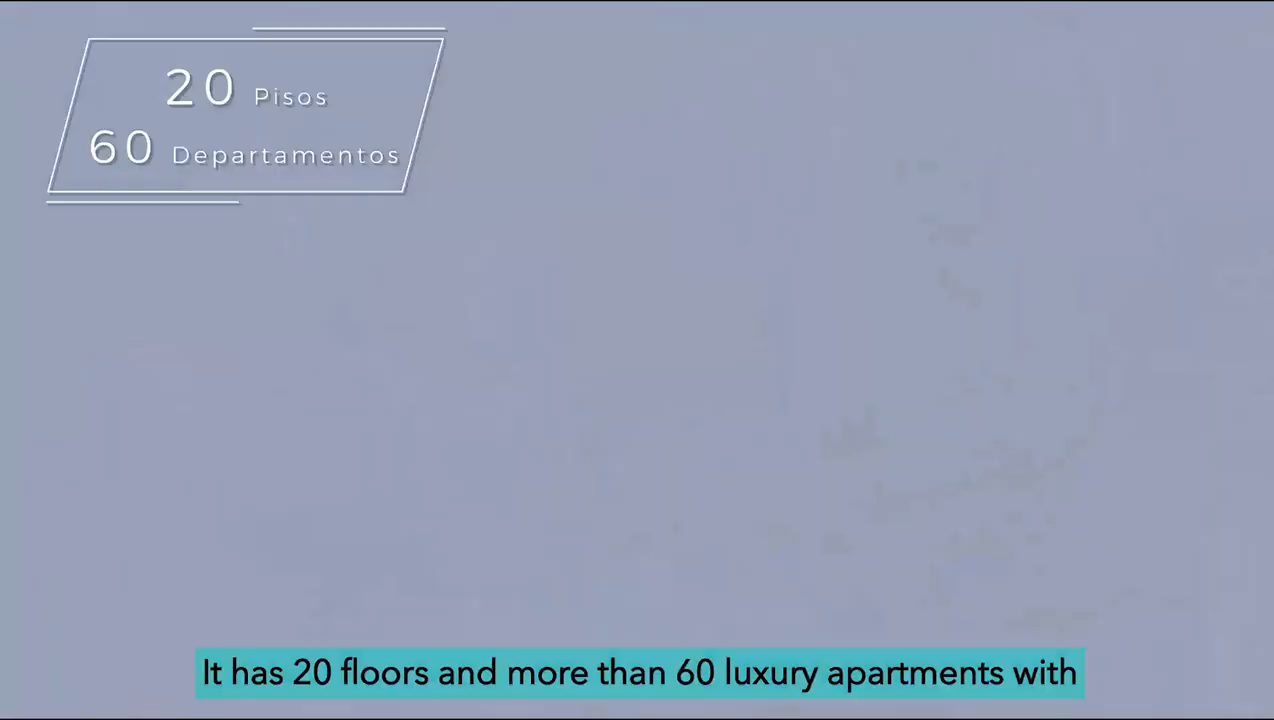 20 Pisos
60 Departamentos
It has 20 floors and more than 60 luxury apartments with